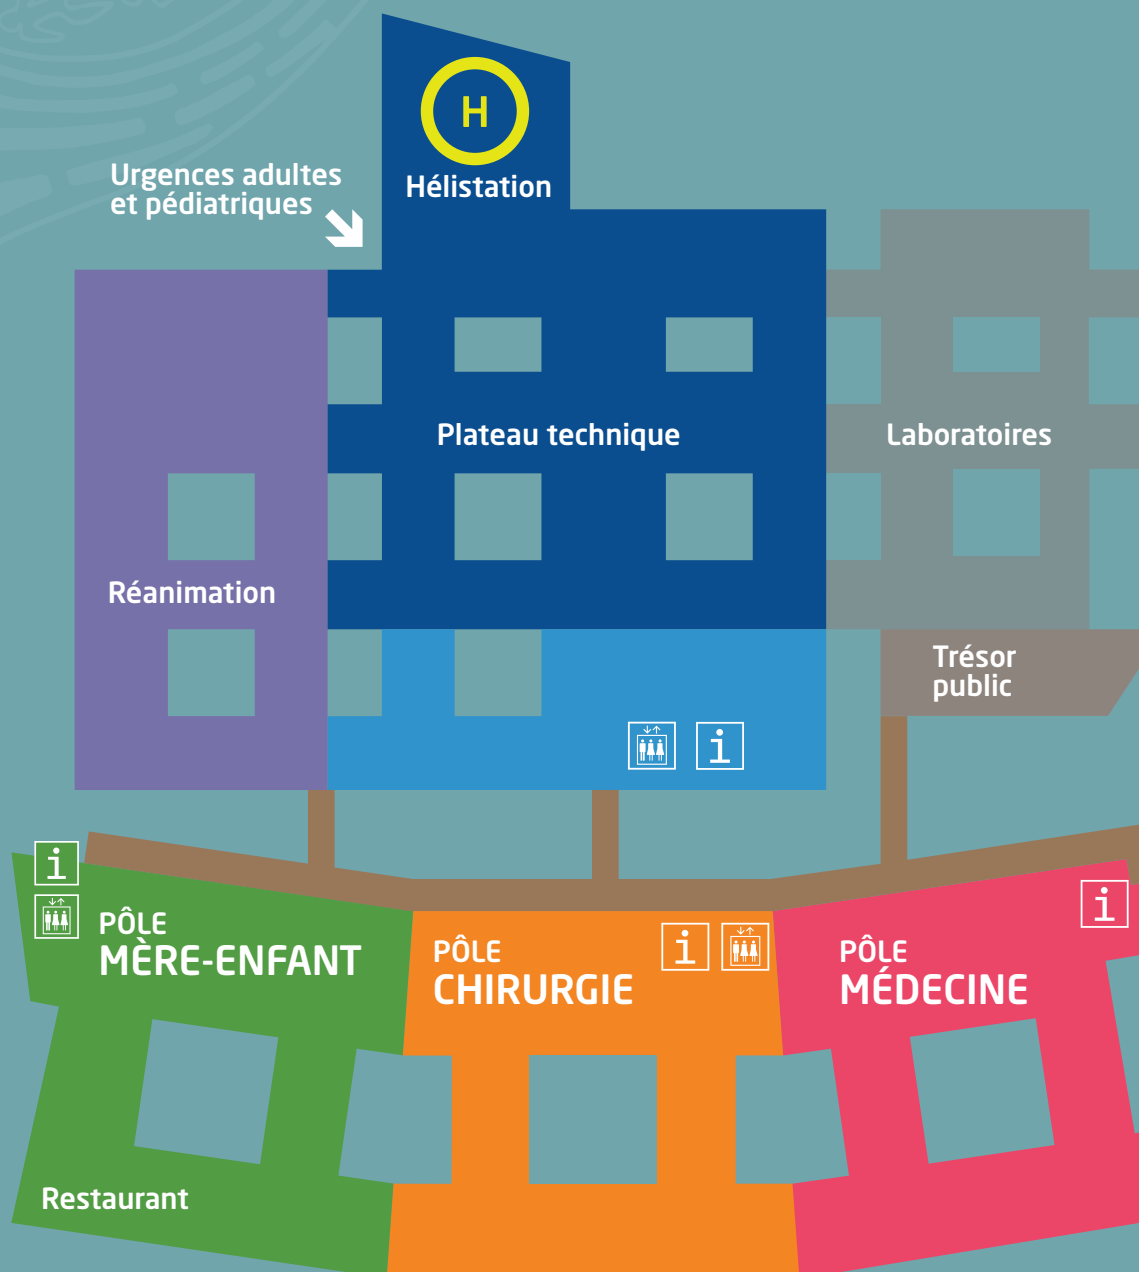 H
Hélistation
Urgences adultes
et pédiatriques
Plateau technique
Laboratoires
Réanimation
Trésor
public
i
i
PÔLE
MÈRE-ENFANT
PÔLE
CHIRURGIE
i
PÔLE
MÉDECINE
i
Restaurant